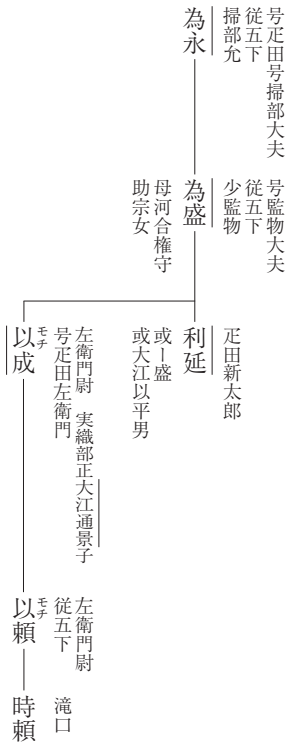 号疋田号掃部大夫
従五下
掃部允
為永
号監物大夫
従五下
少監物
為盛
母河合権守
助宗女
疋田新太郎
利延
或ー盛
或大江以平男
左衛門尉　実織部正大江通景子
号疋田左衛門
以成
モチ
左衛門尉
従五下
以頼
モチ
滝口
時頼